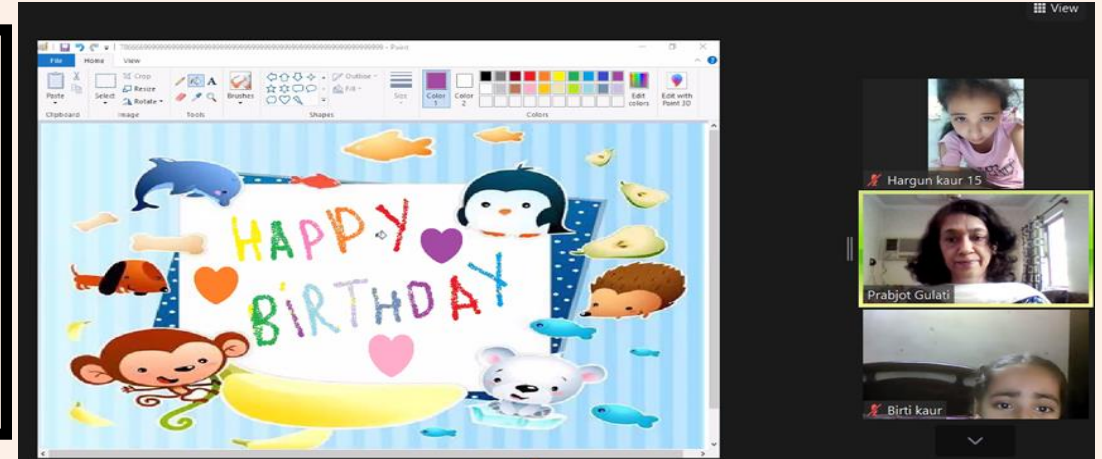 View
- Paint
File Home View
Paste
Select
Crop
Resize
Rotate
A
Brushes
Outline
Fill
Size
Color 1
Color 2
Edit colors
Edit with Paint 3D
Clipboard
Image
Tools
Shapes
Colors
HAPPY
BiRTHDAY
Hargun kaur 15
Prabjot Gulati
Birti kaur